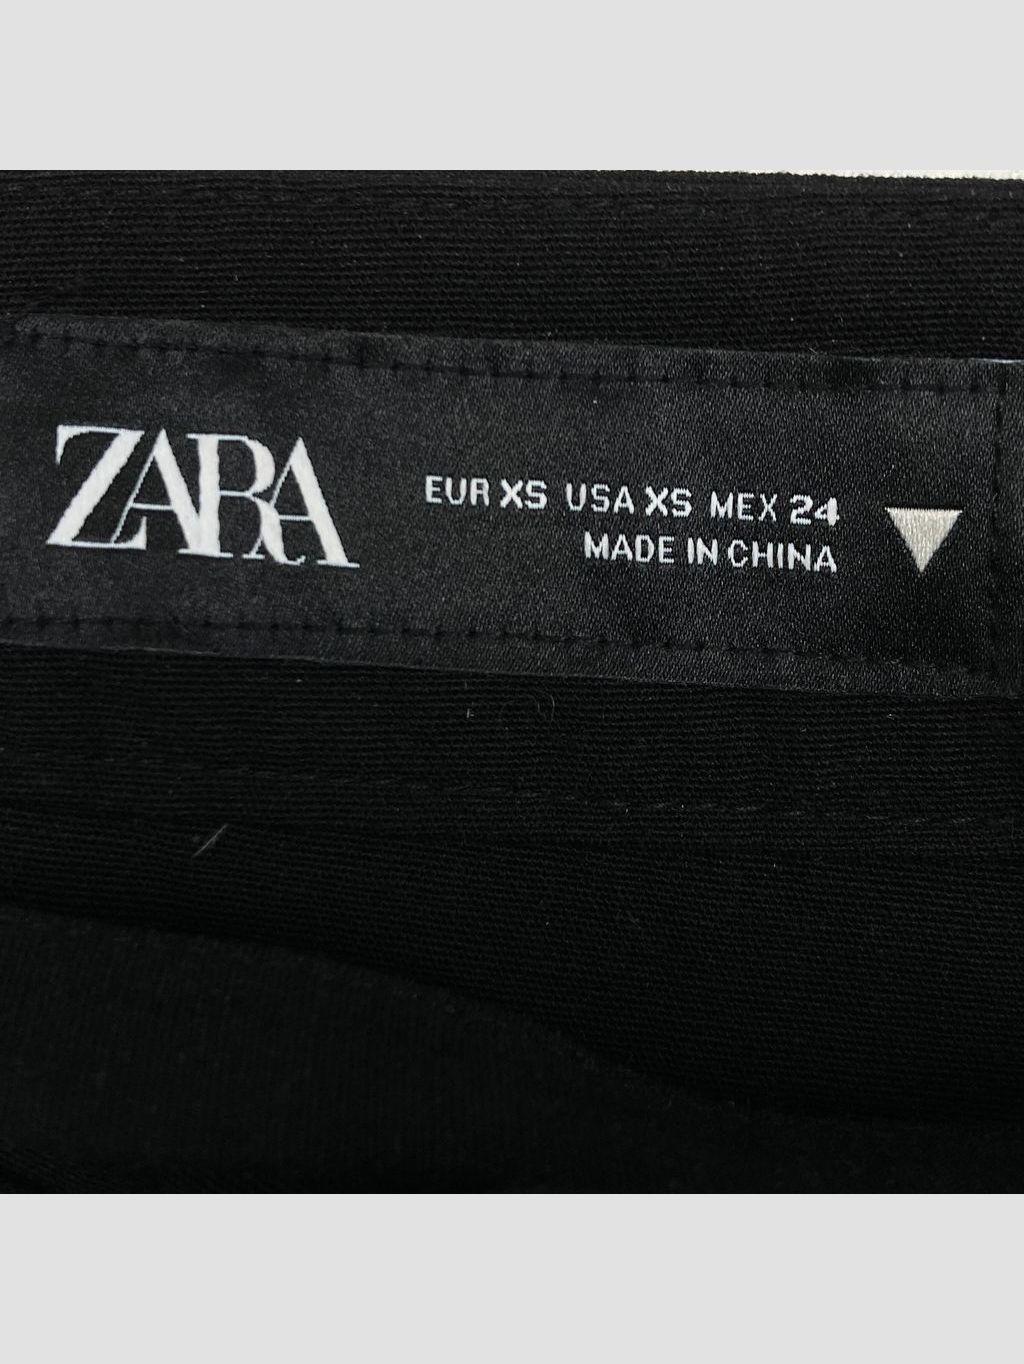 ZARA
EUR XS USA XS MEX 24
MADE IN CHINA